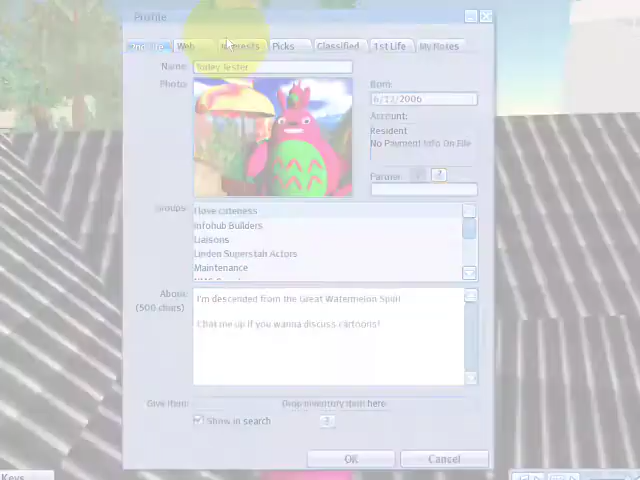 Profile
2nd Life Web Interests Picks Classified 1st Life My Notes
Name: Torley Tester
Photo: Born:
6/12/2006
Account:
Resident
No Payment Info On File
Partner: ?
Groups: I love cuteness
Infohub Builders
Liaisons
Linden Superstah Actors
Maintenance
About: I'm descended from the Great Watermelon Spirit!
(500 chars)
Chat me up if you wanna discuss cartoons!
Give item: Drop inventory item here.
Show in search ?
OK Cancel
Keys